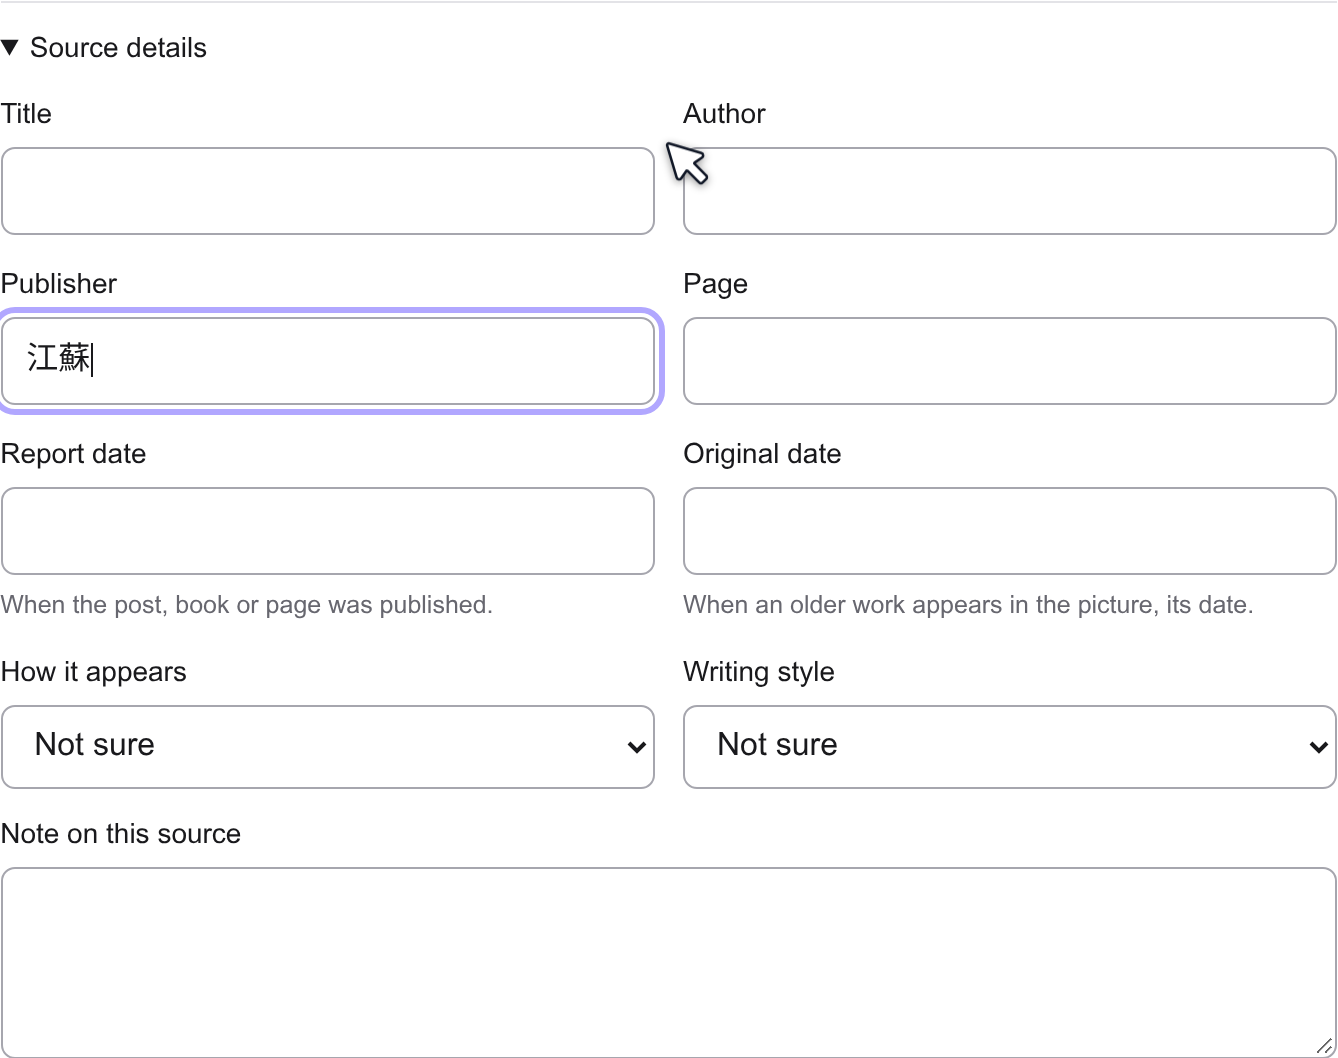 Source details
Title
Author
Publisher
Page
江蘇
Report date
Original date
When the post, book or page was published.
When an older work appears in the picture, its date.
How it appears
Writing style
Not sure
Not sure
Note on this source